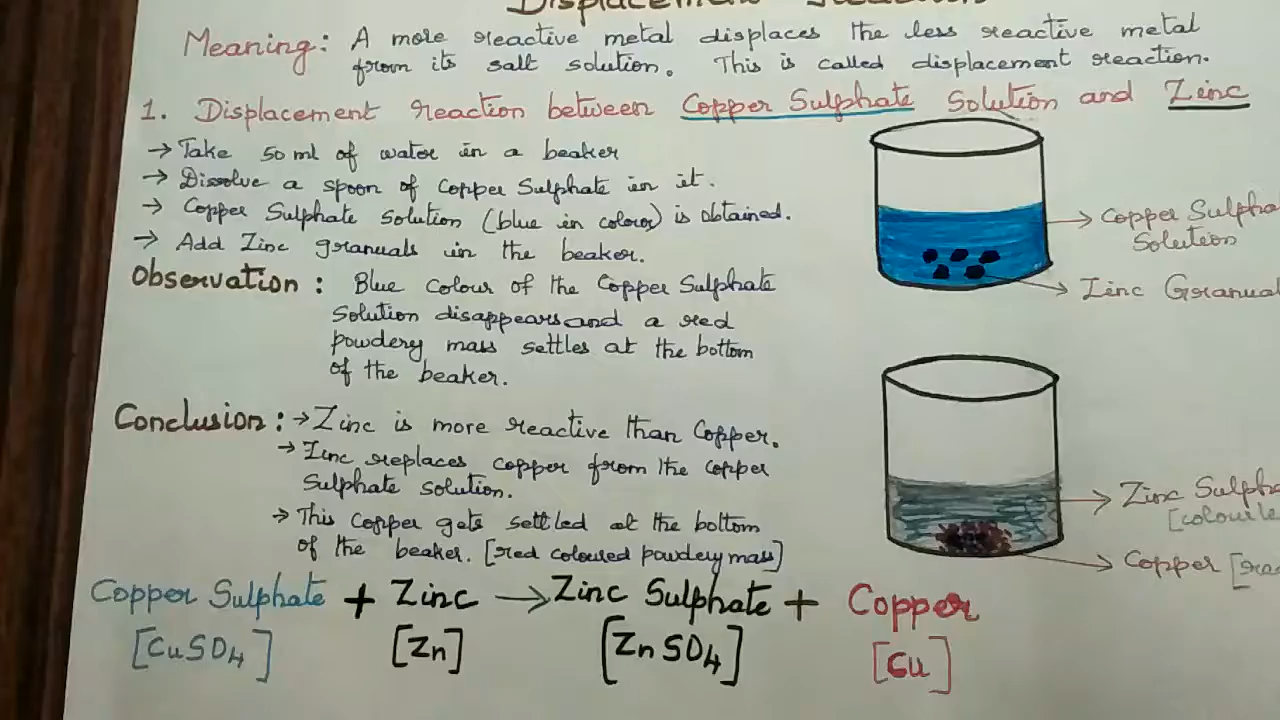 Displacement Reaction
Meaning: A more reactive metal displaces the less reactive metal
from its salt solution. This is called displacement reaction.
1. Displacement reaction between Copper Sulphate Solution and Zinc
→ Take 50 ml of water in a beaker
→ Dissolve a spoon of Copper Sulphate in it.
→ Copper Sulphate Solution (blue in colour) is obtained.
→ Add Zinc granuals in the beaker.
Copper Sulpha
Solution
Zinc Granual
Observation: Blue Colour of the Copper Sulphate
Solution disappears and a red
powdery mass settles at the bottom
of the beaker.
Conclusion: → Zinc is more reactive than Copper.
→ Zinc replaces copper from the copper
Sulphate solution.
→ This Copper gets settled at the bottom
of the beaker. [red coloured powdery mass]
Zinc Sulpha
[colourle
Copper [rea
Copper Sulphate + Zinc → Zinc Sulphate + Copper
[CuSO4] [Zn] [ZnSO4] [Cu]